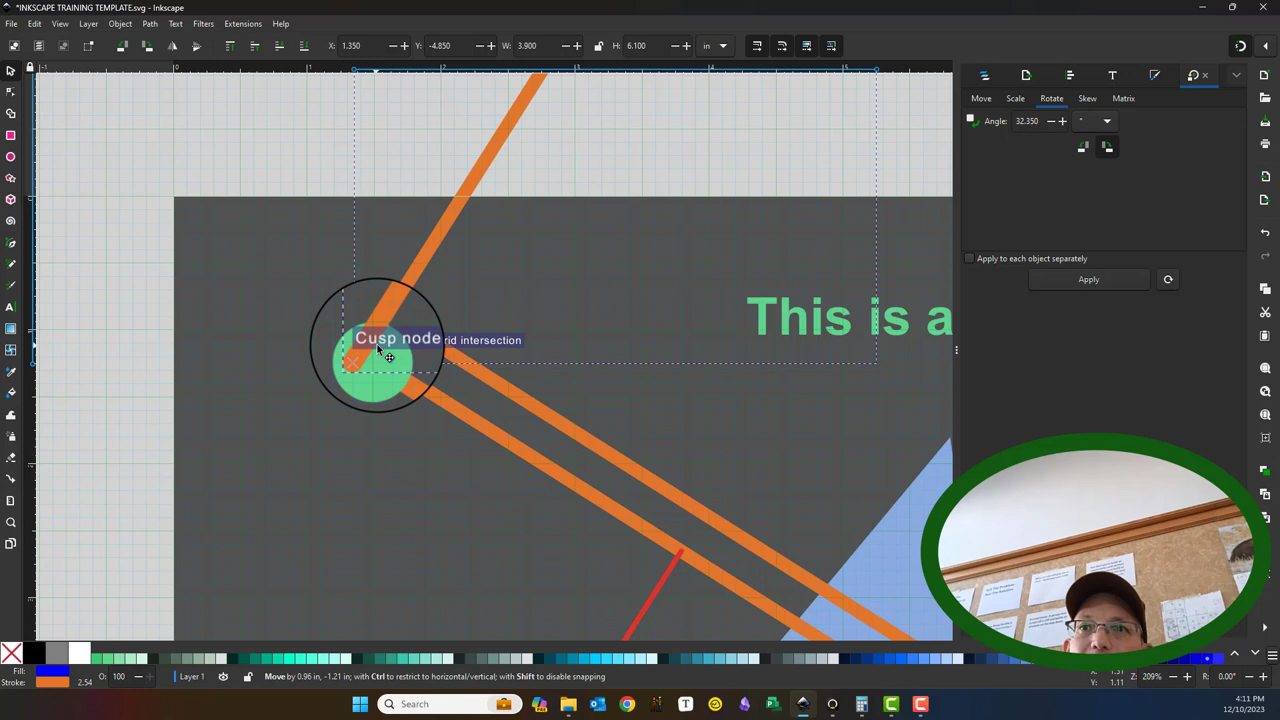 *INKSCAPE TRAINING TEMPLATE.svg - Inkscape
File Edit View Layer Object Path Text Filters Extensions Help
X: 1.350 Y: -4.850 W: 3.900 H: 6.100 in
Move Scale Rotate Skew Matrix
Angle: 32.350 °
Apply to each object separately
Apply
This is a
Cusp node rid intersection
Fill:
Stroke: 2.54 O: 100 Layer 1 Move by 0.96 in, -1.21 in; with Ctrl to restrict to horizontal/vertical; with Shift to disable snapping X: 1.31 Y: 1.11 Z: 209% R: 0.00°
Search
4:11 PM
12/10/2023